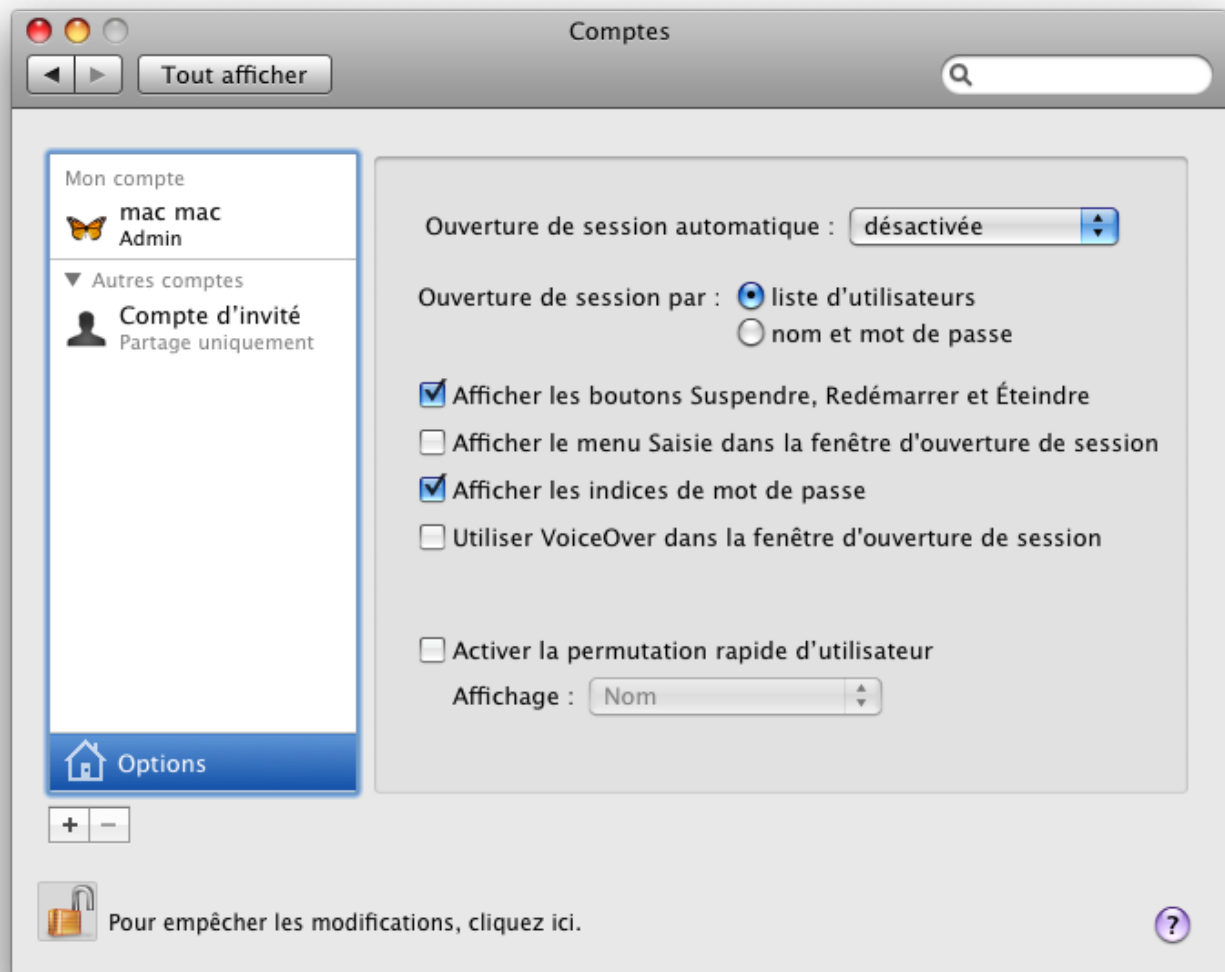 Comptes
Tout afficher
Mon compte
mac mac
Admin
Autres comptes
Compte d’invité
Partage uniquement
Options
Ouverture de session automatique : désactivée
Ouverture de session par : liste d’utilisateurs
nom et mot de passe
Afficher les boutons Suspendre, Redémarrer et Éteindre
Afficher le menu Saisie dans la fenêtre d'ouverture de session
Afficher les indices de mot de passe
Utiliser VoiceOver dans la fenêtre d'ouverture de session
Activer la permutation rapide d’utilisateur
Affichage : Nom
+ −
Pour empêcher les modifications, cliquez ici.
?